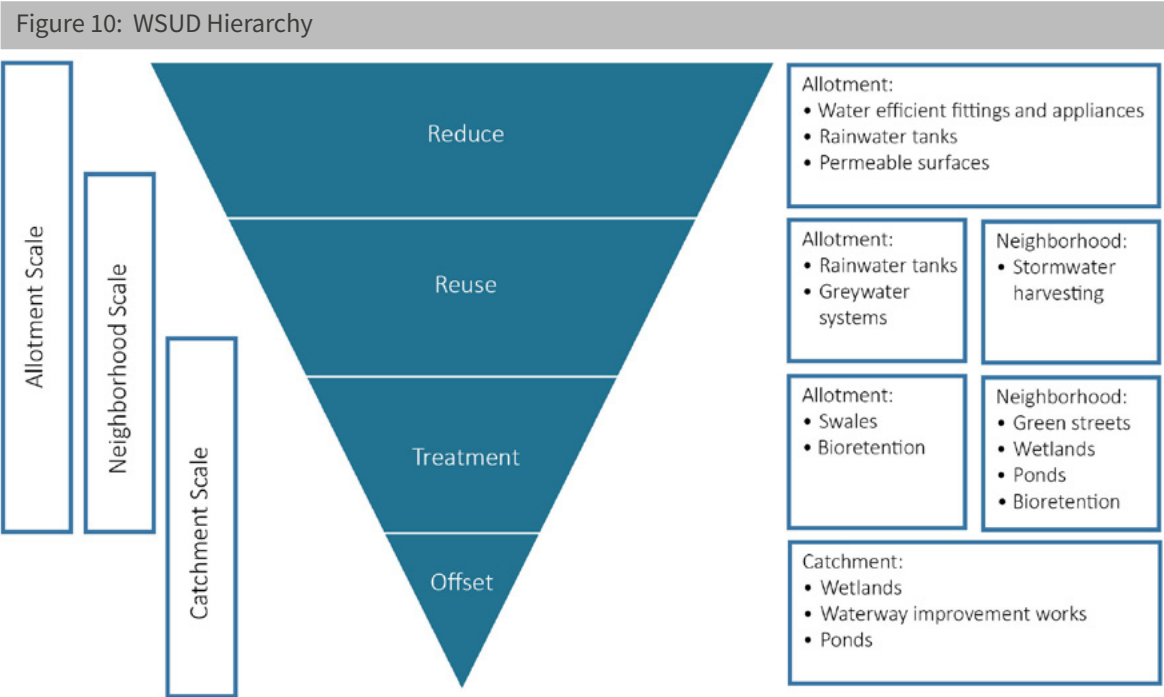 Figure 10: WSUD Hierarchy
Allotment Scale
Neighborhood Scale
Catchment Scale
Reduce
Reuse
Treatment
Offset
Allotment:
• Water efficient fittings and appliances
• Rainwater tanks
• Permeable surfaces
Allotment:
• Rainwater tanks
• Greywater
systems
Neighborhood:
• Stormwater
harvesting
Allotment:
• Swales
• Bioretention
Neighborhood:
• Green streets
• Wetlands
• Ponds
• Bioretention
Catchment:
• Wetlands
• Waterway improvement works
• Ponds